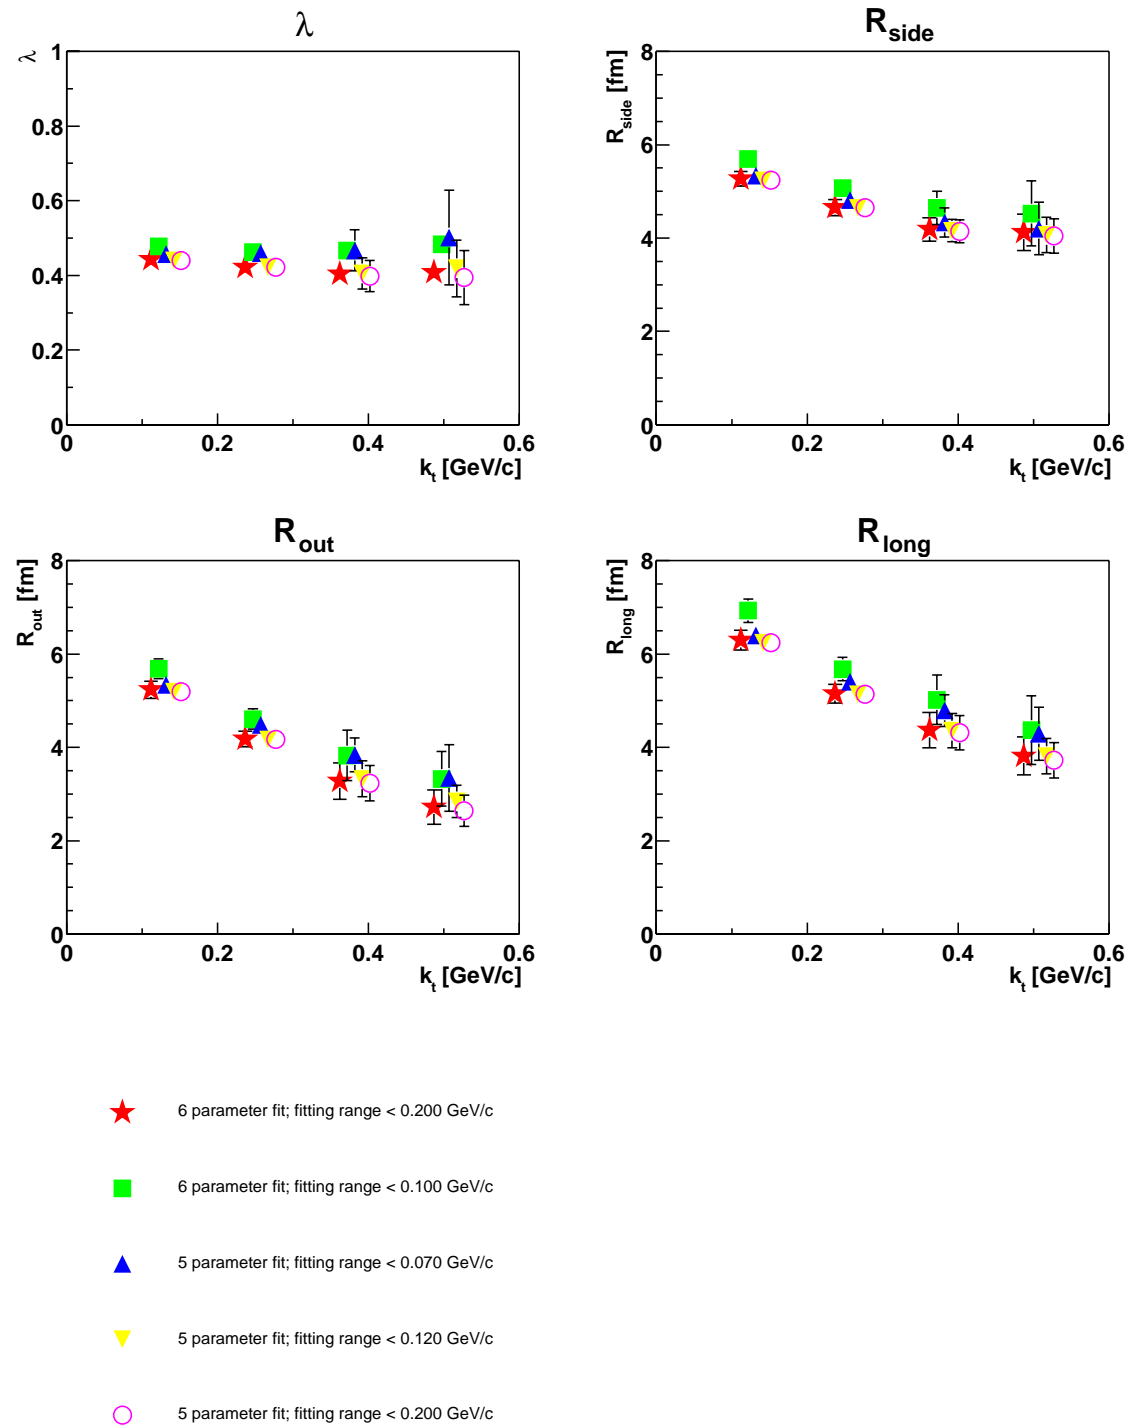 λ
λ
1
0.8
0.6
0.4
0.2
0
0 0.2 0.4 0.6
k_t [GeV/c]
R_side
R_side [fm]
8
6
4
2
0
0 0.2 0.4 0.6
k_t [GeV/c]
R_out
R_out [fm]
8
6
4
2
0
0 0.2 0.4 0.6
k_t [GeV/c]
R_long
R_long [fm]
8
6
4
2
0
0 0.2 0.4 0.6
k_t [GeV/c]
6 parameter fit; fitting range < 0.200 GeV/c
6 parameter fit; fitting range < 0.100 GeV/c
5 parameter fit; fitting range < 0.070 GeV/c
5 parameter fit; fitting range < 0.120 GeV/c
5 parameter fit; fitting range < 0.200 GeV/c